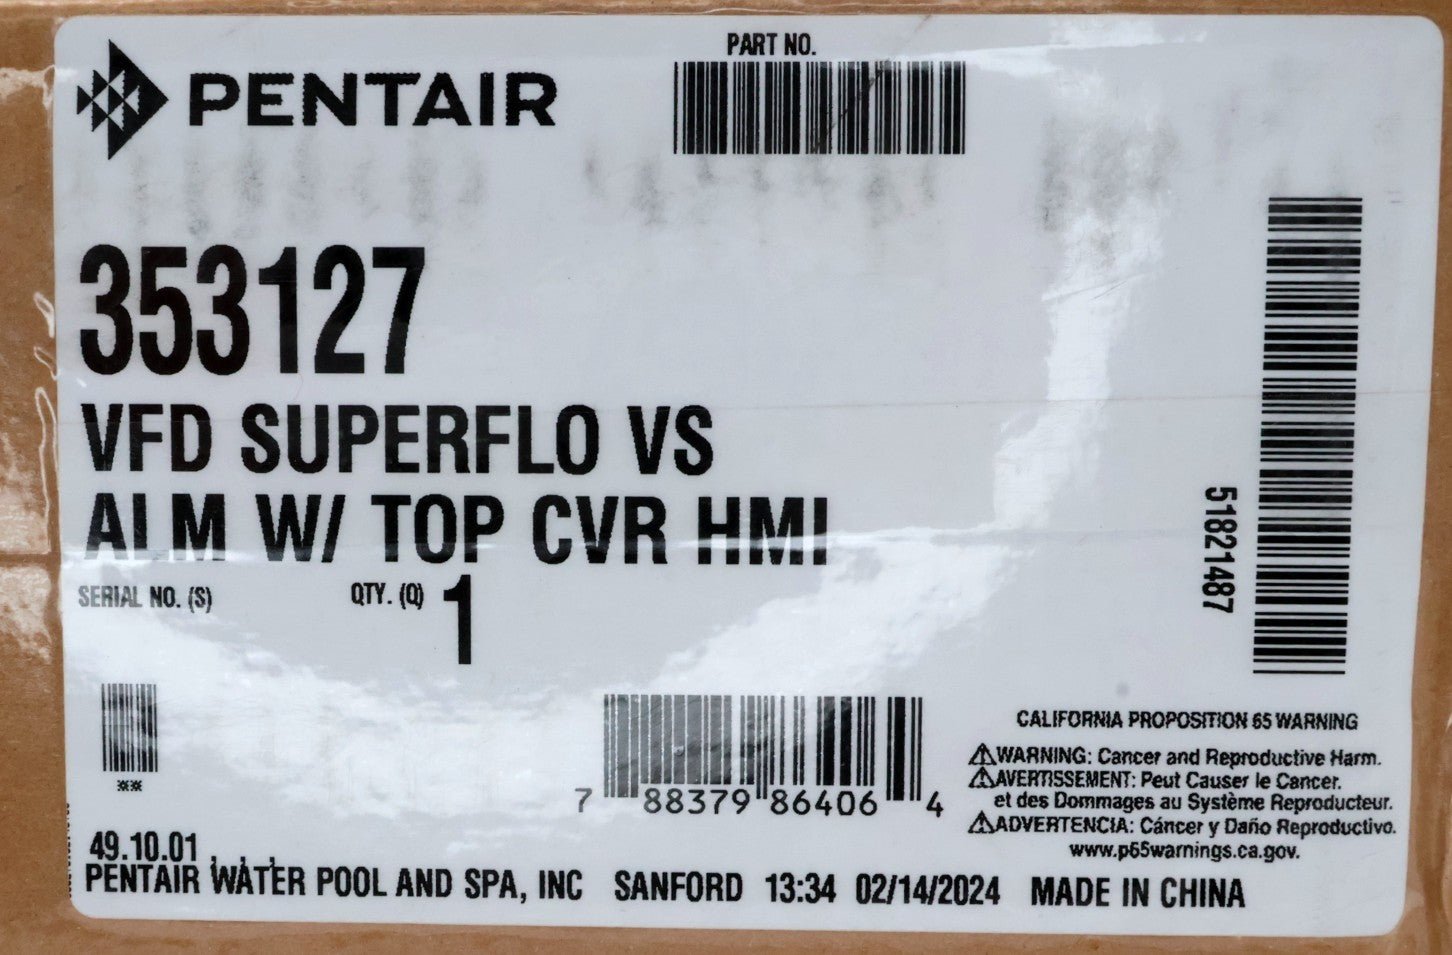 PENTAIR
PART NO.
353127
VFD SUPERFLO VS
ALM W/ TOP CVR HMI
SERIAL NO. (S)
QTY. (Q) 1
51821487
**
7 88379 86406 4
CALIFORNIA PROPOSITION 65 WARNING
⚠WARNING: Cancer and Reproductive Harm.
⚠AVERTISSEMENT: Peut Causer le Cancer.
et des Dommages au Système Reproducteur.
⚠ADVERTENCIA: Cáncer y Daño Reproductivo.
www.p65warnings.ca.gov.
49.10.01 , , ,
PENTAIR WATER POOL AND SPA, INC SANFORD 13:34 02/14/2024 MADE IN CHINA